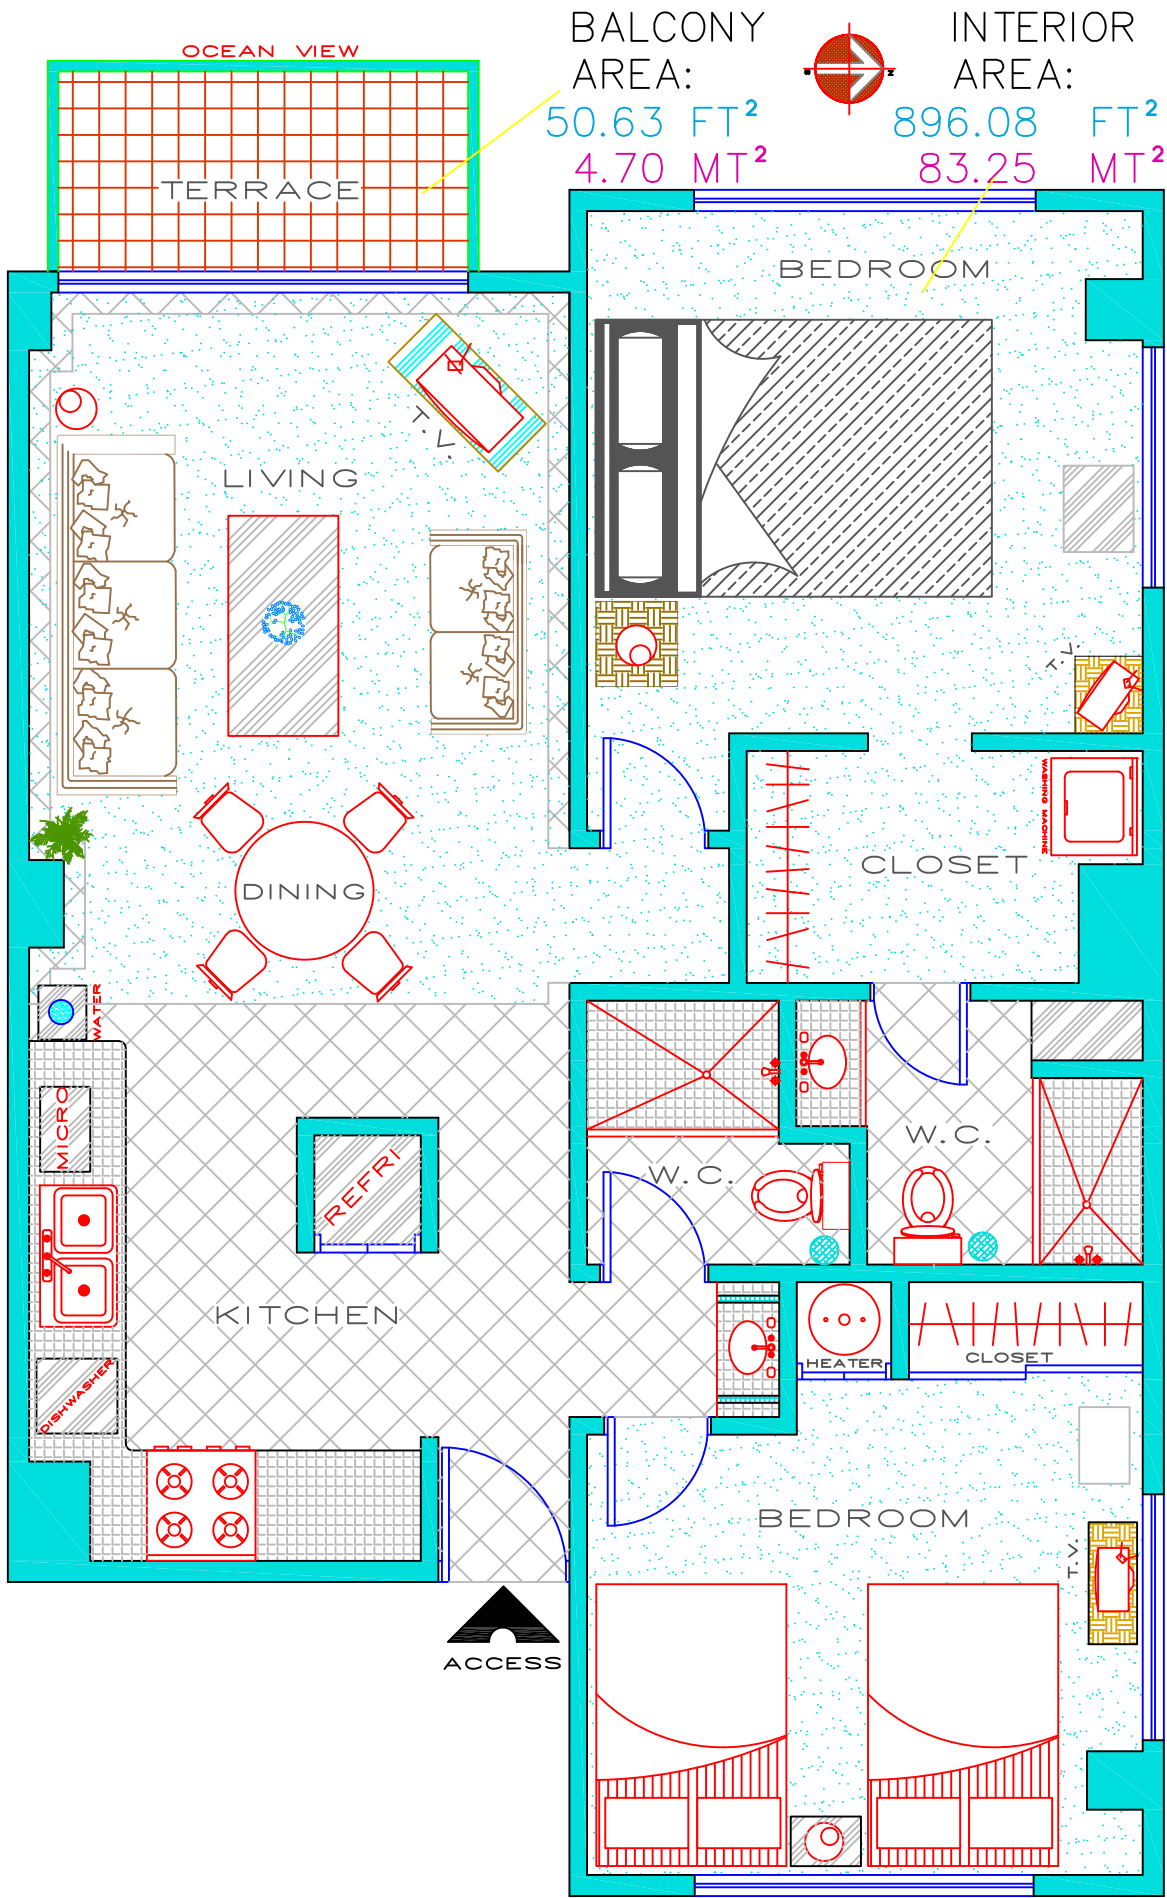 OCEAN VIEW
BALCONY
AREA:
50.63 FT²
4.70 MT²
S
N
INTERIOR
AREA:
896.08 FT²
83.25 MT²
TERRACE
BEDROOM
T.V.
LIVING
T.V.
WASHING MACHINE
CLOSET
DINING
WATER
MICRO
REFRI
W.C.
W.C.
KITCHEN
HEATER
CLOSET
DISHWASHER
BEDROOM
T.V.
ACCESS